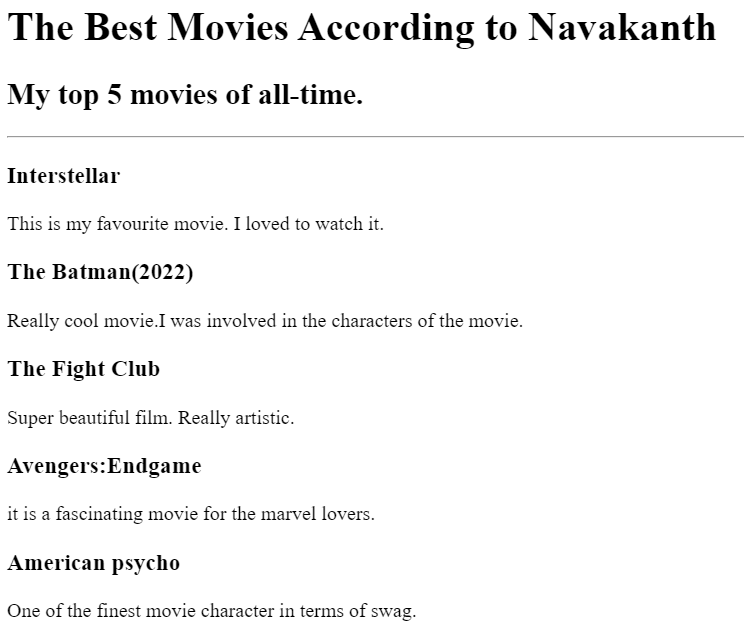 The Best Movies According to Navakanth
My top 5 movies of all-time.
Interstellar
This is my favourite movie. I loved to watch it.
The Batman(2022)
Really cool movie.I was involved in the characters of the movie.
The Fight Club
Super beautiful film. Really artistic.
Avengers:Endgame
it is a fascinating movie for the marvel lovers.
American psycho
One of the finest movie character in terms of swag.